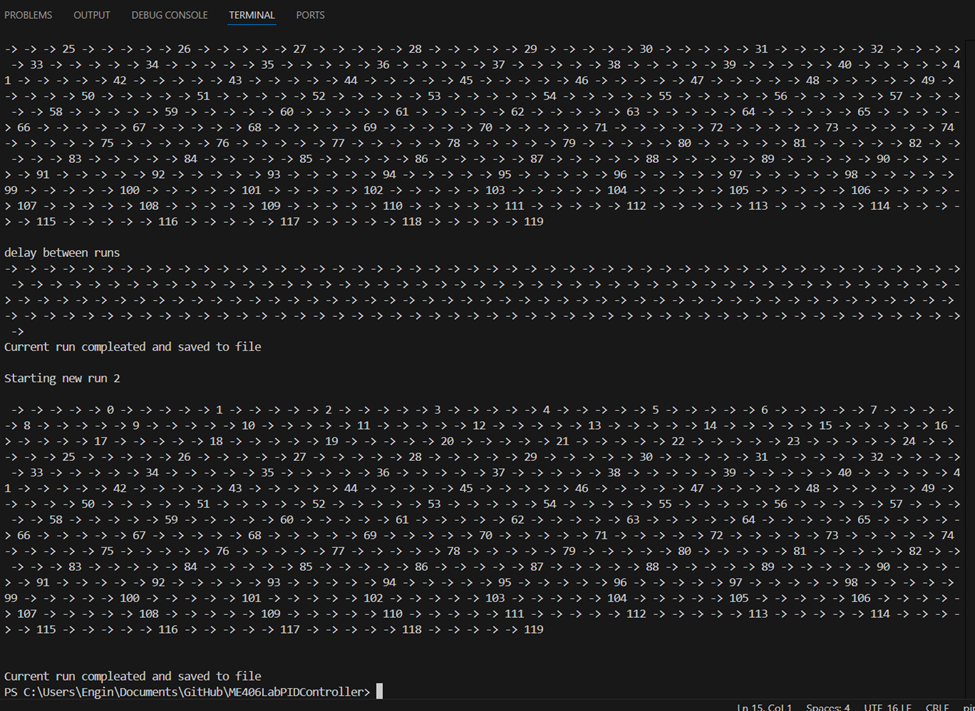 -> -> -> 25 -> -> -> -> -> 26 -> -> -> -> -> 27 -> -> -> -> -> 28 -> -> -> -> -> 29 -> -> -> -> -> 30 -> -> -> -> -> 31 -> -> -> -> -> 32 -> -> -> ->
-> 33 -> -> -> -> -> 34 -> -> -> -> -> 35 -> -> -> -> -> 36 -> -> -> -> -> 37 -> -> -> -> -> 38 -> -> -> -> -> 39 -> -> -> -> -> 40 -> -> -> -> -> 4
1 -> -> -> -> -> 42 -> -> -> -> -> 43 -> -> -> -> -> 44 -> -> -> -> -> 45 -> -> -> -> -> 46 -> -> -> -> -> 47 -> -> -> -> -> 48 -> -> -> -> -> 49 ->
-> -> -> -> 50 -> -> -> -> -> 51 -> -> -> -> -> 52 -> -> -> -> -> 53 -> -> -> -> -> 54 -> -> -> -> -> 55 -> -> -> -> -> 56 -> -> -> -> -> 57 -> -> ->
-> -> 58 -> -> -> -> -> 59 -> -> -> -> -> 60 -> -> -> -> -> 61 -> -> -> -> -> 62 -> -> -> -> -> 63 -> -> -> -> -> 64 -> -> -> -> -> 65 -> -> -> -> -
> 66 -> -> -> -> -> 67 -> -> -> -> -> 68 -> -> -> -> -> 69 -> -> -> -> -> 70 -> -> -> -> -> 71 -> -> -> -> -> 72 -> -> -> -> -> 73 -> -> -> -> -> 74
-> -> -> -> -> 75 -> -> -> -> -> 76 -> -> -> -> -> 77 -> -> -> -> -> 78 -> -> -> -> -> 79 -> -> -> -> -> 80 -> -> -> -> -> 81 -> -> -> -> -> 82 -> ->
-> -> -> 83 -> -> -> -> -> 84 -> -> -> -> -> 85 -> -> -> -> -> 86 -> -> -> -> -> 87 -> -> -> -> -> 88 -> -> -> -> -> 89 -> -> -> -> -> 90 -> -> -> -
> -> 91 -> -> -> -> -> 92 -> -> -> -> -> 93 -> -> -> -> -> 94 -> -> -> -> -> 95 -> -> -> -> -> 96 -> -> -> -> -> 97 -> -> -> -> -> 98 -> -> -> -> ->
99 -> -> -> -> -> 100 -> -> -> -> -> 101 -> -> -> -> -> 102 -> -> -> -> -> 103 -> -> -> -> -> 104 -> -> -> -> -> 105 -> -> -> -> -> 106 -> -> -> -> -
> 107 -> -> -> -> -> 108 -> -> -> -> -> 109 -> -> -> -> -> 110 -> -> -> -> -> 111 -> -> -> -> -> 112 -> -> -> -> -> 113 -> -> -> -> -> 114 -> -> -> -
> -> 115 -> -> -> -> -> 116 -> -> -> -> -> 117 -> -> -> -> -> 118 -> -> -> -> -> 119
delay between runs
-> -> -> -> -> -> -> -> -> -> -> -> -> -> -> -> -> -> -> -> -> -> -> -> -> -> -> -> -> -> -> -> -> -> -> -> -> -> -> -> -> -> -> -> -> -> -> -> -> ->
-> -> -> -> -> -> -> -> -> -> -> -> -> -> -> -> -> -> -> -> -> -> -> -> -> -> -> -> -> -> -> -> -> -> -> -> -> -> -> -> -> -> -> -> -> -> -> -> -> -
> -> -> -> -> -> -> -> -> -> -> -> -> -> -> -> -> -> -> -> -> -> -> -> -> -> -> -> -> -> -> -> -> -> -> -> -> -> -> -> -> -> -> -> -> -> -> -> -> ->
-> -> -> -> -> -> -> -> -> -> -> -> -> -> -> -> -> -> -> -> -> -> -> -> -> -> -> -> -> -> -> -> -> -> -> -> -> -> -> -> -> -> -> -> -> -> -> -> -> ->
->
Current run compleated and saved to file
Starting new run 2
-> -> -> -> -> 0 -> -> -> -> -> 1 -> -> -> -> -> 2 -> -> -> -> -> 3 -> -> -> -> -> 4 -> -> -> -> -> 5 -> -> -> -> -> 6 -> -> -> -> -> 7 -> -> -> ->
-> 8 -> -> -> -> -> 9 -> -> -> -> -> 10 -> -> -> -> -> 11 -> -> -> -> -> 12 -> -> -> -> -> 13 -> -> -> -> -> 14 -> -> -> -> -> 15 -> -> -> -> -> 16 -
> -> -> -> -> 17 -> -> -> -> -> 18 -> -> -> -> -> 19 -> -> -> -> -> 20 -> -> -> -> -> 21 -> -> -> -> -> 22 -> -> -> -> -> 23 -> -> -> -> -> 24 -> ->
-> -> -> 25 -> -> -> -> -> 26 -> -> -> -> -> 27 -> -> -> -> -> 28 -> -> -> -> -> 29 -> -> -> -> -> 30 -> -> -> -> -> 31 -> -> -> -> -> 32 -> -> -> ->
-> 33 -> -> -> -> -> 34 -> -> -> -> -> 35 -> -> -> -> -> 36 -> -> -> -> -> 37 -> -> -> -> -> 38 -> -> -> -> -> 39 -> -> -> -> -> 40 -> -> -> -> -> 4
1 -> -> -> -> -> 42 -> -> -> -> -> 43 -> -> -> -> -> 44 -> -> -> -> -> 45 -> -> -> -> -> 46 -> -> -> -> -> 47 -> -> -> -> -> 48 -> -> -> -> -> 49 ->
-> -> -> -> 50 -> -> -> -> -> 51 -> -> -> -> -> 52 -> -> -> -> -> 53 -> -> -> -> -> 54 -> -> -> -> -> 55 -> -> -> -> -> 56 -> -> -> -> -> 57 -> -> ->
-> -> 58 -> -> -> -> -> 59 -> -> -> -> -> 60 -> -> -> -> -> 61 -> -> -> -> -> 62 -> -> -> -> -> 63 -> -> -> -> -> 64 -> -> -> -> -> 65 -> -> -> -> -
> 66 -> -> -> -> -> 67 -> -> -> -> -> 68 -> -> -> -> -> 69 -> -> -> -> -> 70 -> -> -> -> -> 71 -> -> -> -> -> 72 -> -> -> -> -> 73 -> -> -> -> -> 74
-> -> -> -> -> 75 -> -> -> -> -> 76 -> -> -> -> -> 77 -> -> -> -> -> 78 -> -> -> -> -> 79 -> -> -> -> -> 80 -> -> -> -> -> 81 -> -> -> -> -> 82 -> ->
-> -> -> 83 -> -> -> -> -> 84 -> -> -> -> -> 85 -> -> -> -> -> 86 -> -> -> -> -> 87 -> -> -> -> -> 88 -> -> -> -> -> 89 -> -> -> -> -> 90 -> -> -> -
> -> 91 -> -> -> -> -> 92 -> -> -> -> -> 93 -> -> -> -> -> 94 -> -> -> -> -> 95 -> -> -> -> -> 96 -> -> -> -> -> 97 -> -> -> -> -> 98 -> -> -> -> ->
99 -> -> -> -> -> 100 -> -> -> -> -> 101 -> -> -> -> -> 102 -> -> -> -> -> 103 -> -> -> -> -> 104 -> -> -> -> -> 105 -> -> -> -> -> 106 -> -> -> -> -
> 107 -> -> -> -> -> 108 -> -> -> -> -> 109 -> -> -> -> -> 110 -> -> -> -> -> 111 -> -> -> -> -> 112 -> -> -> -> -> 113 -> -> -> -> -> 114 -> -> -> -
> -> 115 -> -> -> -> -> 116 -> -> -> -> -> 117 -> -> -> -> -> 118 -> -> -> -> -> 119
Current run compleated and saved to file
PS C:\Users\Engin\Documents\GitHub\ME406LabPIDController>
PROBLEMS OUTPUT DEBUG CONSOLE TERMINAL PORTS
Ln 15, Col 1 Spaces: 4 UTF-16 LE CRLF